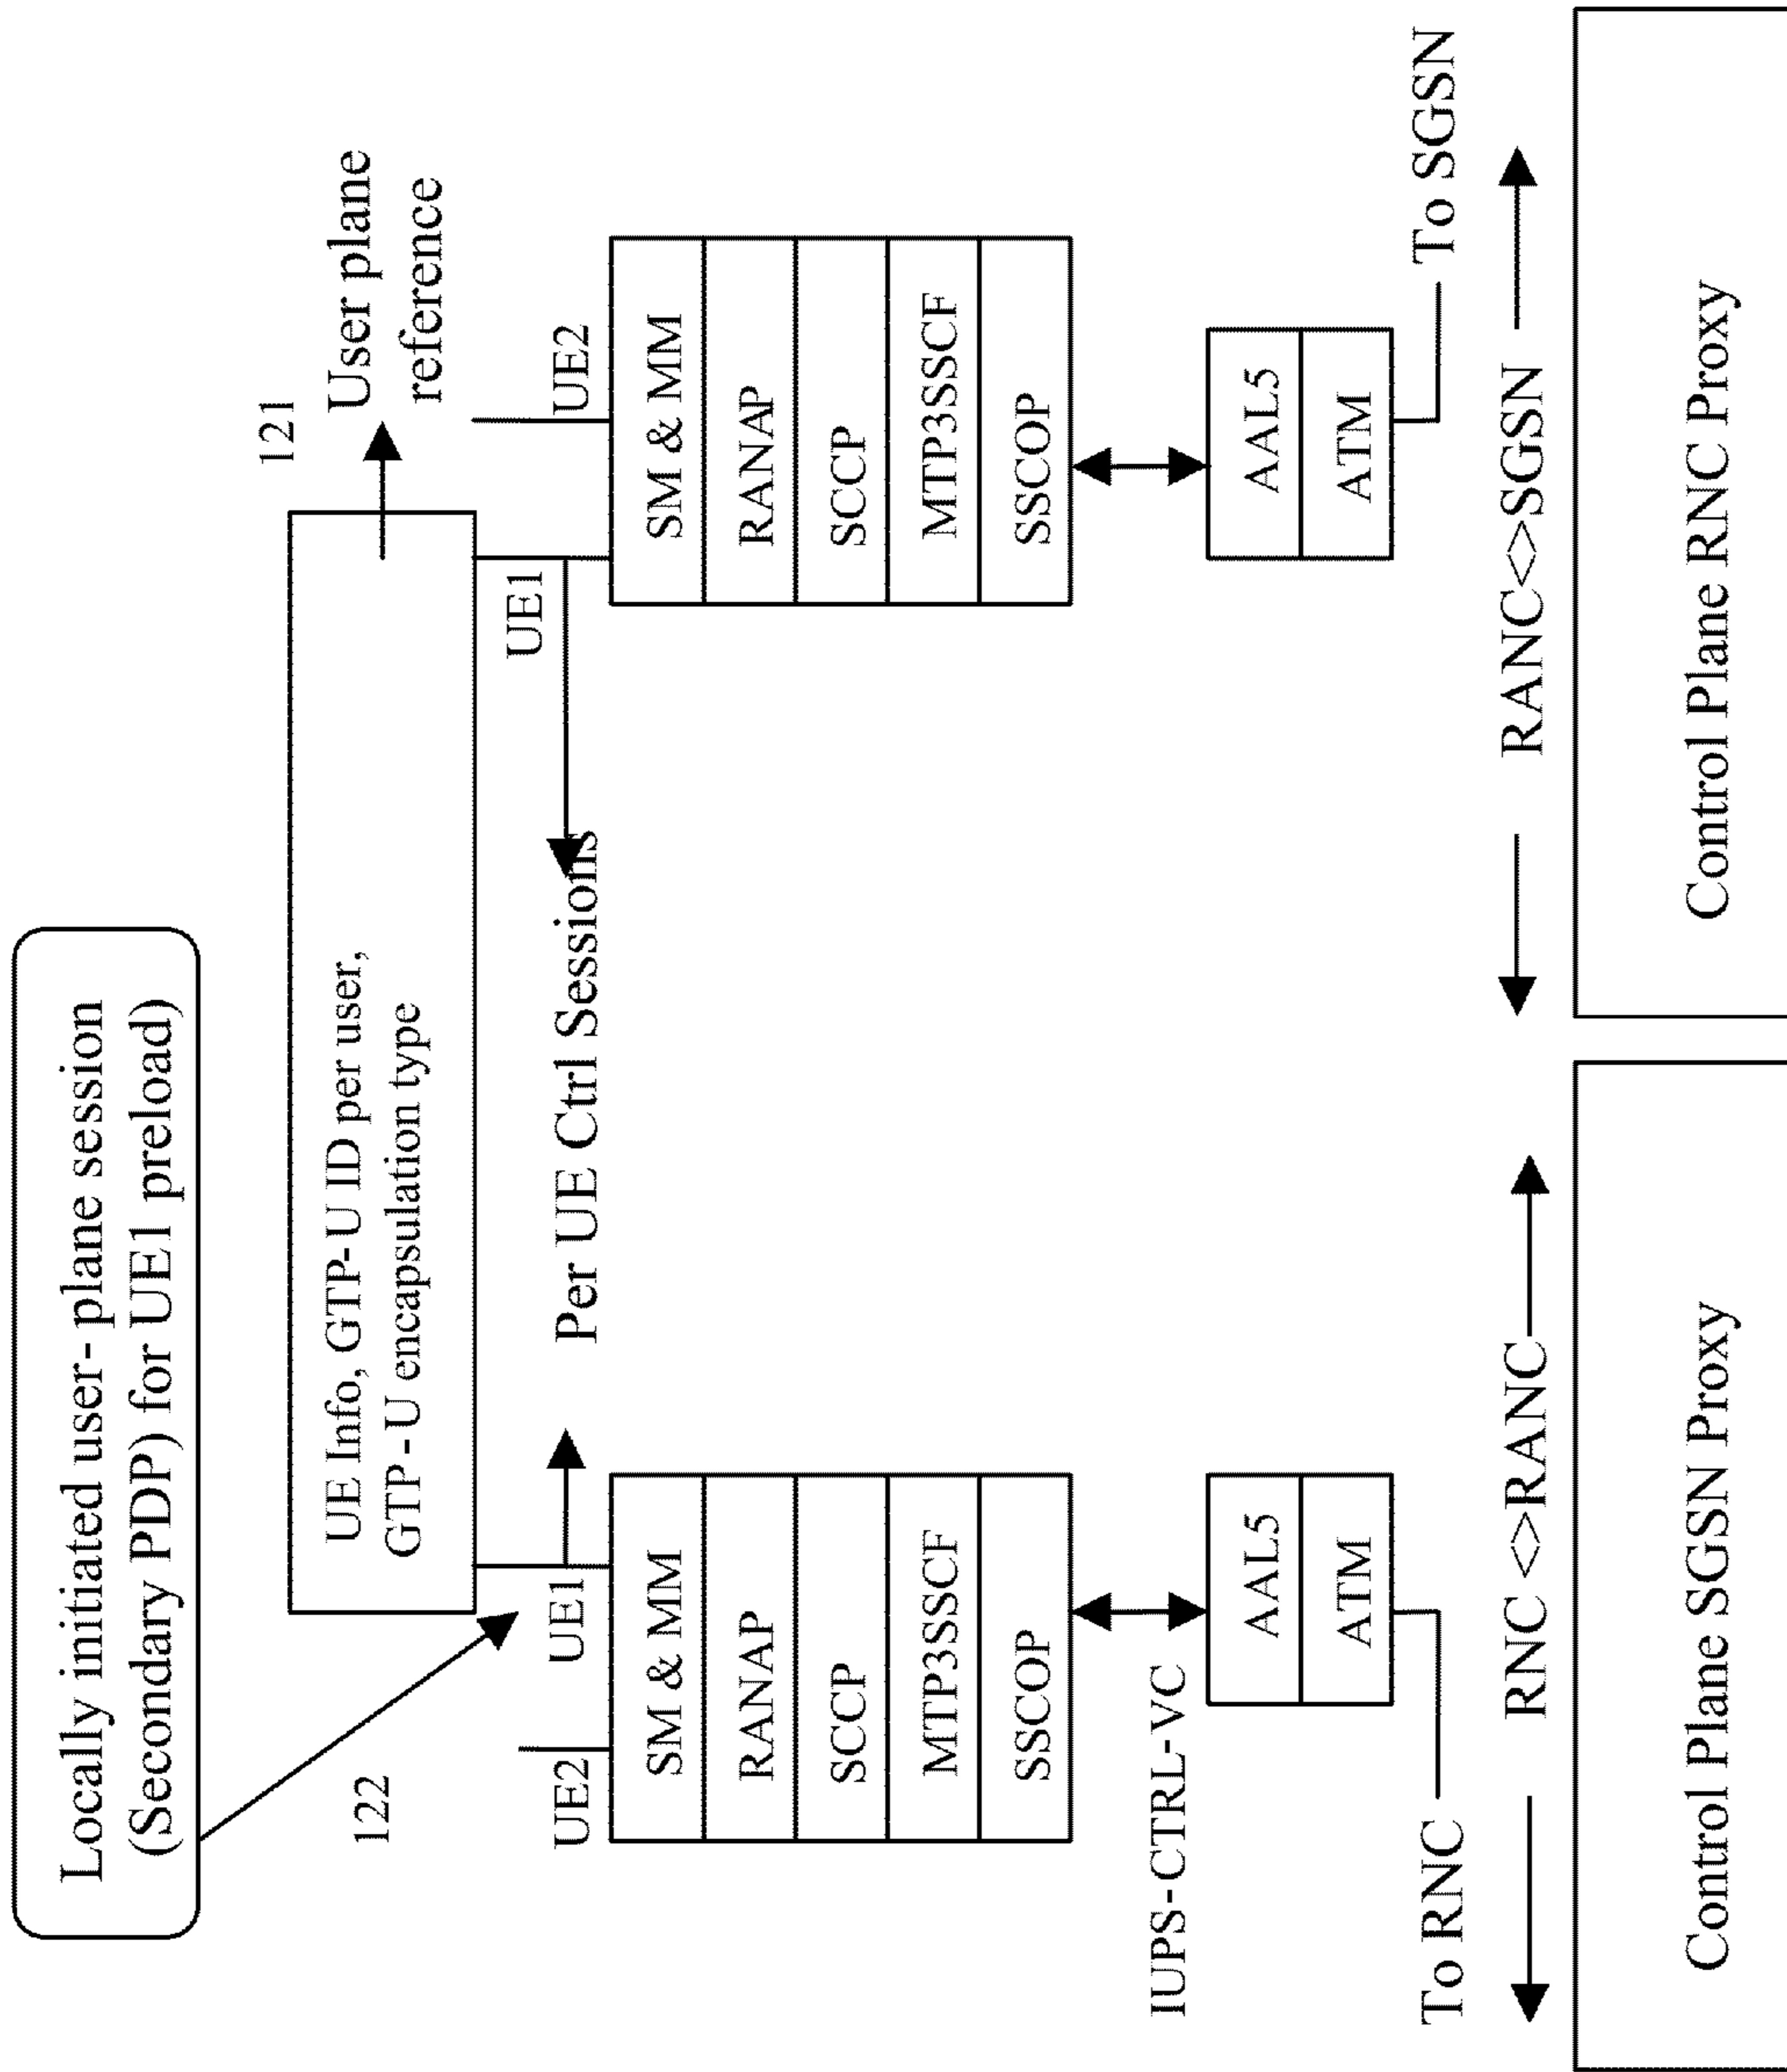 Locally initiated user- plane session
(Secondary PDP) for UE1 preload)
122
121
UE Info, GTP-U ID per user,
GTP - U encapsulation type
User plane
reference
UE2
UE1
Per UE Ctrl Sessions
UE1
UE2
SM & MM
RANAP
SCCP
MTP3SSCF
SSCOP
SM & MM
RANAP
SCCP
MTP3SSCF
SSCOP
IUPS-CTRL-VC
AAL5
ATM
AAL5
ATM
To RNC
To SGSN
RNC <>RANC
RANC<>SGSN
Control Plane SGSN Proxy
Control Plane RNC Proxy